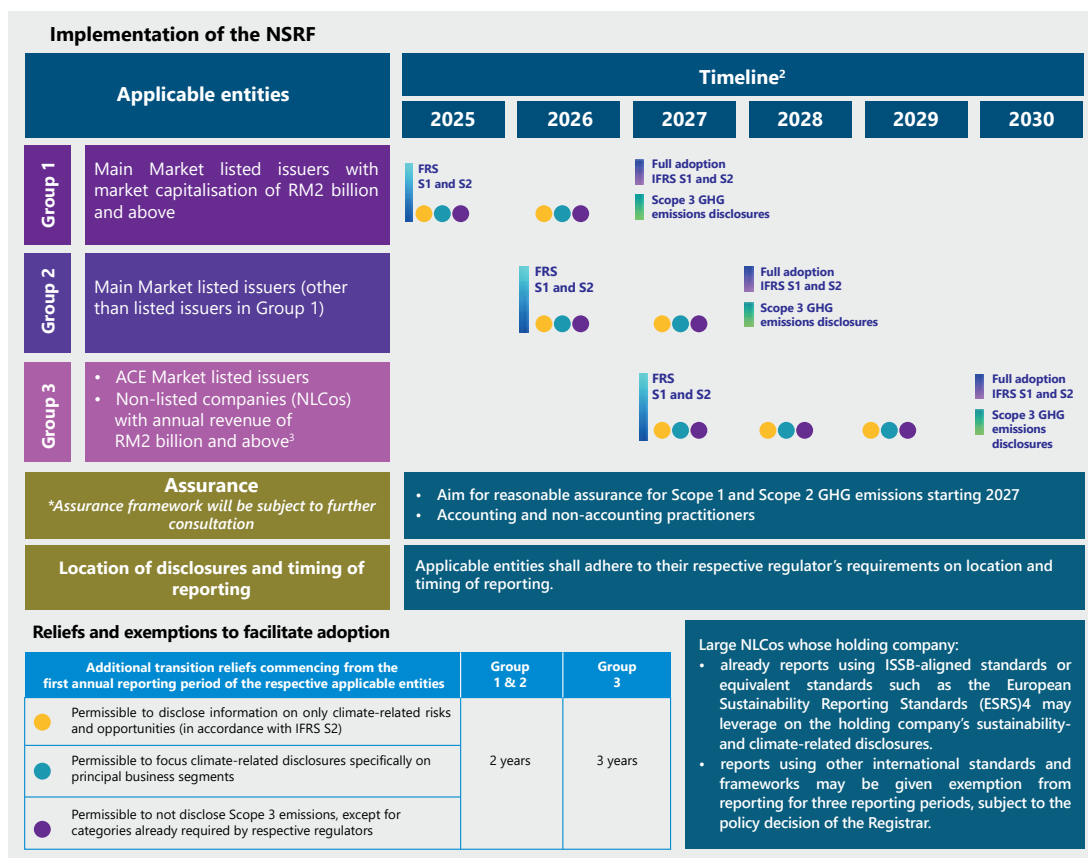 Implementation of the NSRF
Applicable entities
Timeline2
2025
2026
2027
2028
2029
2030
Group 1
Main Market listed issuers with
market capitalisation of RM2 billion
and above
FRS
S1 and S2
Full adoption
IFRS S1 and S2
Scope 3 GHG
emissions disclosures
Group 2
Main Market listed issuers (other
than listed issuers in Group 1)
FRS
S1 and S2
Full adoption
IFRS S1 and S2
Scope 3 GHG
emissions disclosures
Group 3
• ACE Market listed issuers
• Non-listed companies (NLCos)
with annual revenue of
RM2 billion and above3
FRS
S1 and S2
Full adoption
IFRS S1 and S2
Scope 3 GHG
emissions
disclosures
Assurance
*Assurance framework will be subject to further
consultation
• Aim for reasonable assurance for Scope 1 and Scope 2 GHG emissions starting 2027
• Accounting and non-accounting practitioners
Location of disclosures and timing of
reporting
Applicable entities shall adhere to their respective regulator's requirements on location and
timing of reporting.
Reliefs and exemptions to facilitate adoption
Additional transition reliefs commencing from the
first annual reporting period of the respective applicable entities
Group
1 & 2
Group
3
Permissible to disclose information on only climate-related risks
and opportunities (in accordance with IFRS S2)
Permissible to focus climate-related disclosures specifically on
principal business segments
Permissible to not disclose Scope 3 emissions, except for
categories already required by respective regulators
2 years
3 years
Large NLCos whose holding company:
• already reports using ISSB-aligned standards or
equivalent standards such as the European
Sustainability Reporting Standards (ESRS)4 may
leverage on the holding company's sustainability-
and climate-related disclosures.
• reports using other international standards and
frameworks may be given exemption from
reporting for three reporting periods, subject to the
policy decision of the Registrar.